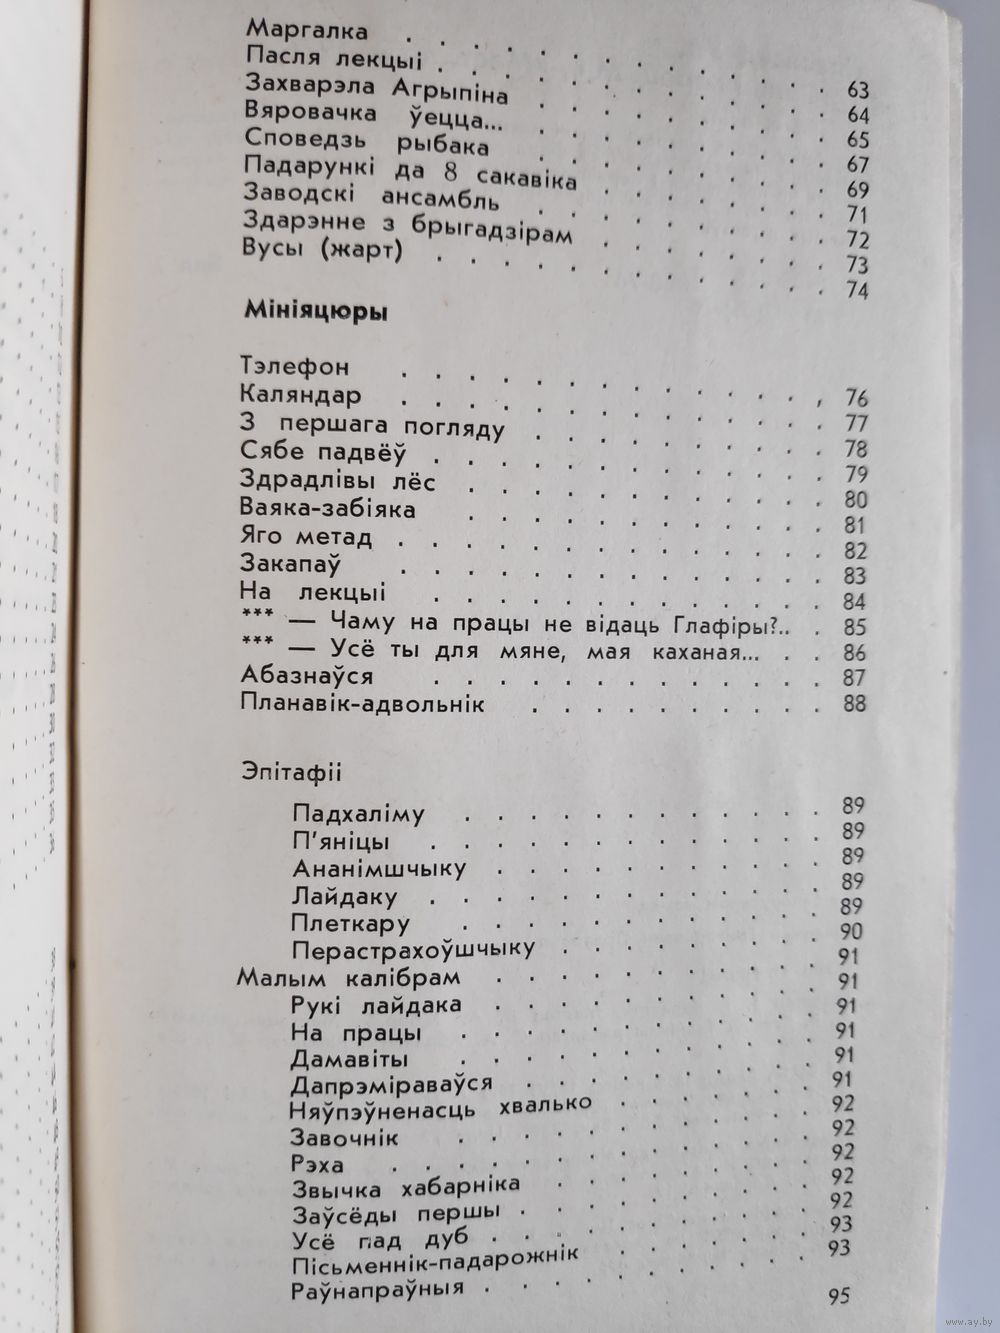 Маргалка . . . . . . . . . . . . . 63
Пасля лекцыі . . . . . . . . . . . . 64
Захварэла Агрыпіна . . . . . . . . . 65
Вяровачка ўецца... . . . . . . . . . 67
Споведзь рыбака . . . . . . . . . 69
Падарункі да 8 сакавіка . . . . . . . 71
Заводскі ансамбль . . . . . . . . . 72
Здарэнне з брыгадзірам . . . . . . . 73
Вусы (жарт) . . . . . . . . . . . . 74
Мініяцюры
Тэлефон . . . . . . . . . . . . . 76
Каляндар . . . . . . . . . . . . . 77
З першага погляду . . . . . . . . . 78
Сябе падвёў . . . . . . . . . . . . 79
Здрадлівы лёс . . . . . . . . . . . 80
Ваяка-забіяка . . . . . . . . . . . 81
Яго метад . . . . . . . . . . . . . 82
Закапаў . . . . . . . . . . . . . 83
На лекцыі . . . . . . . . . . . . 84
*** — Чаму на працы не відаць Глафіры?.. . 85
*** — Усё ты для мяне, мая каханая... . . 86
Абазнаўся . . . . . . . . . . . . 87
Планавік-адвольнік . . . . . . . . . 88
Эпітафіі
Падхаліму . . . . . . . . . . . 89
П'яніцы . . . . . . . . . . . . 89
Ананімшчыку . . . . . . . . . . 89
Лайдаку . . . . . . . . . . . . 89
Плеткару . . . . . . . . . . . 89
Перастрахоўшчыку . . . . . . . . 90
Малым калібрам . . . . . . . . . . 91
Рукі лайдака . . . . . . . . . . 91
На працы . . . . . . . . . . . 91
Дамавіты . . . . . . . . . . . 91
Дапрэміраваўся . . . . . . . . . 91
Няўпэўненасць хвалько . . . . . . 91
Завочнік . . . . . . . . . . . 92
Рэха . . . . . . . . . . . . . 92
Звычка хабарніка . . . . . . . . 92
Заўсёды першы . . . . . . . . . 92
Усё пад дуб . . . . . . . . . . 92
Пісьменнік-падарожнік . . . . . . 93
Раўнапраўныя . . . . . . . . . . 93
95
www.ay.by